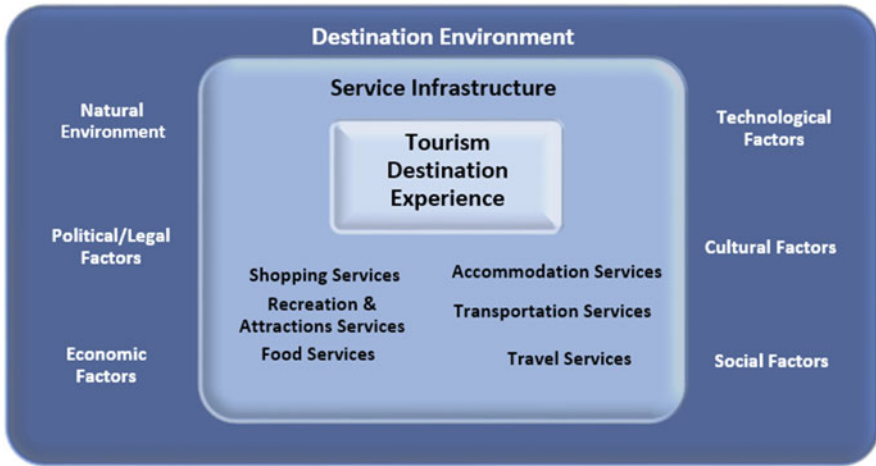 Destination Environment
Service Infrastructure
Tourism
Destination
Experience
Natural
Environment
Political/Legal
Factors
Economic
Factors
Shopping Services
Recreation &
Attractions Services
Food Services
Accommodation Services
Transportation Services
Travel Services
Technological
Factors
Cultural Factors
Social Factors